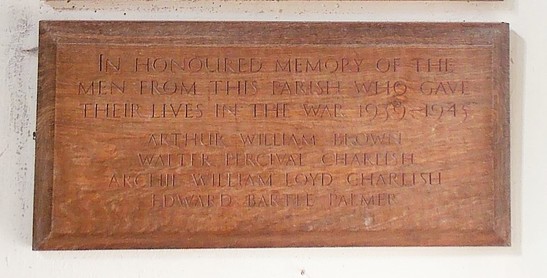 IN HONOURED MEMORY OF THE
MEN FROM THIS PARISH WHO GAVE
THEIR LIVES IN THE WAR 1939-1945
ARTHUR WILLIAM BROWN
WALTER PERCIVAL CHARLISH
ARCHIE WILLIAM LOYD CHARLISH
EDWARD BARTLE PALMER